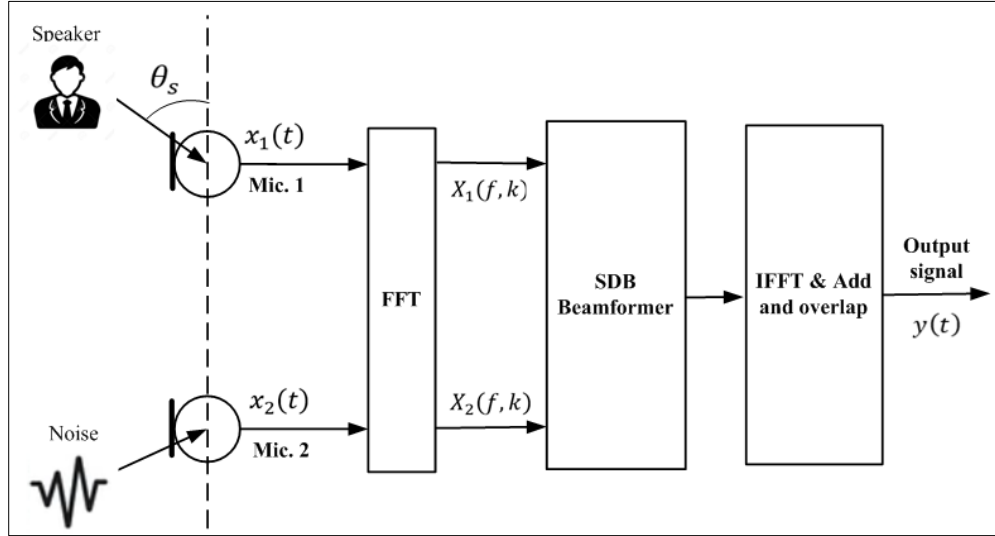 Speaker
θₛ
x₁(t)
Mic. 1
X₁(f,k)
FFT
SDB
Beamformer
IFFT & Add
and overlap
Output
signal
y(t)
Noise
x₂(t)
Mic. 2
X₂(f,k)